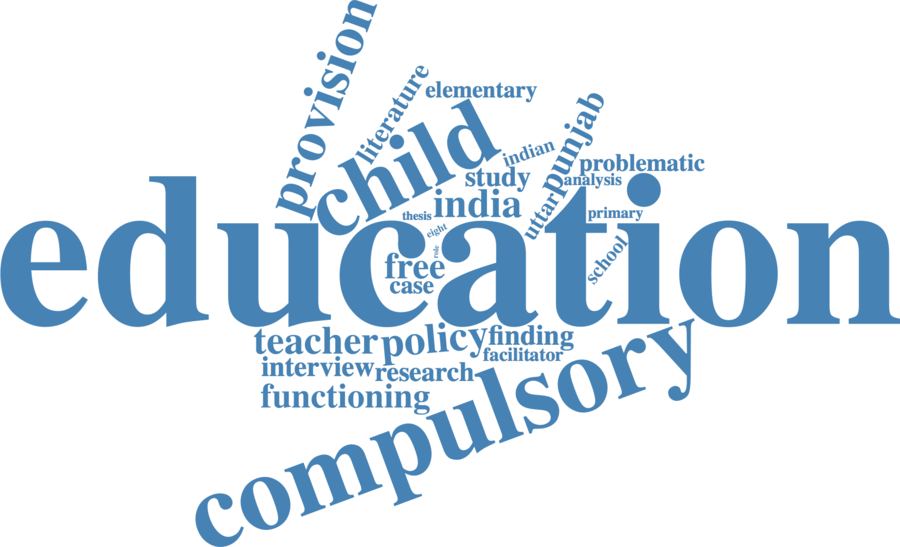 provision
literature
elementary
child
punjab
indian
problematic
study
analysis
uttar
india
thesis
primary
eight
education
role
school
free
case
teacher
policy
finding
facilitator
interview
research
functioning
compulsory